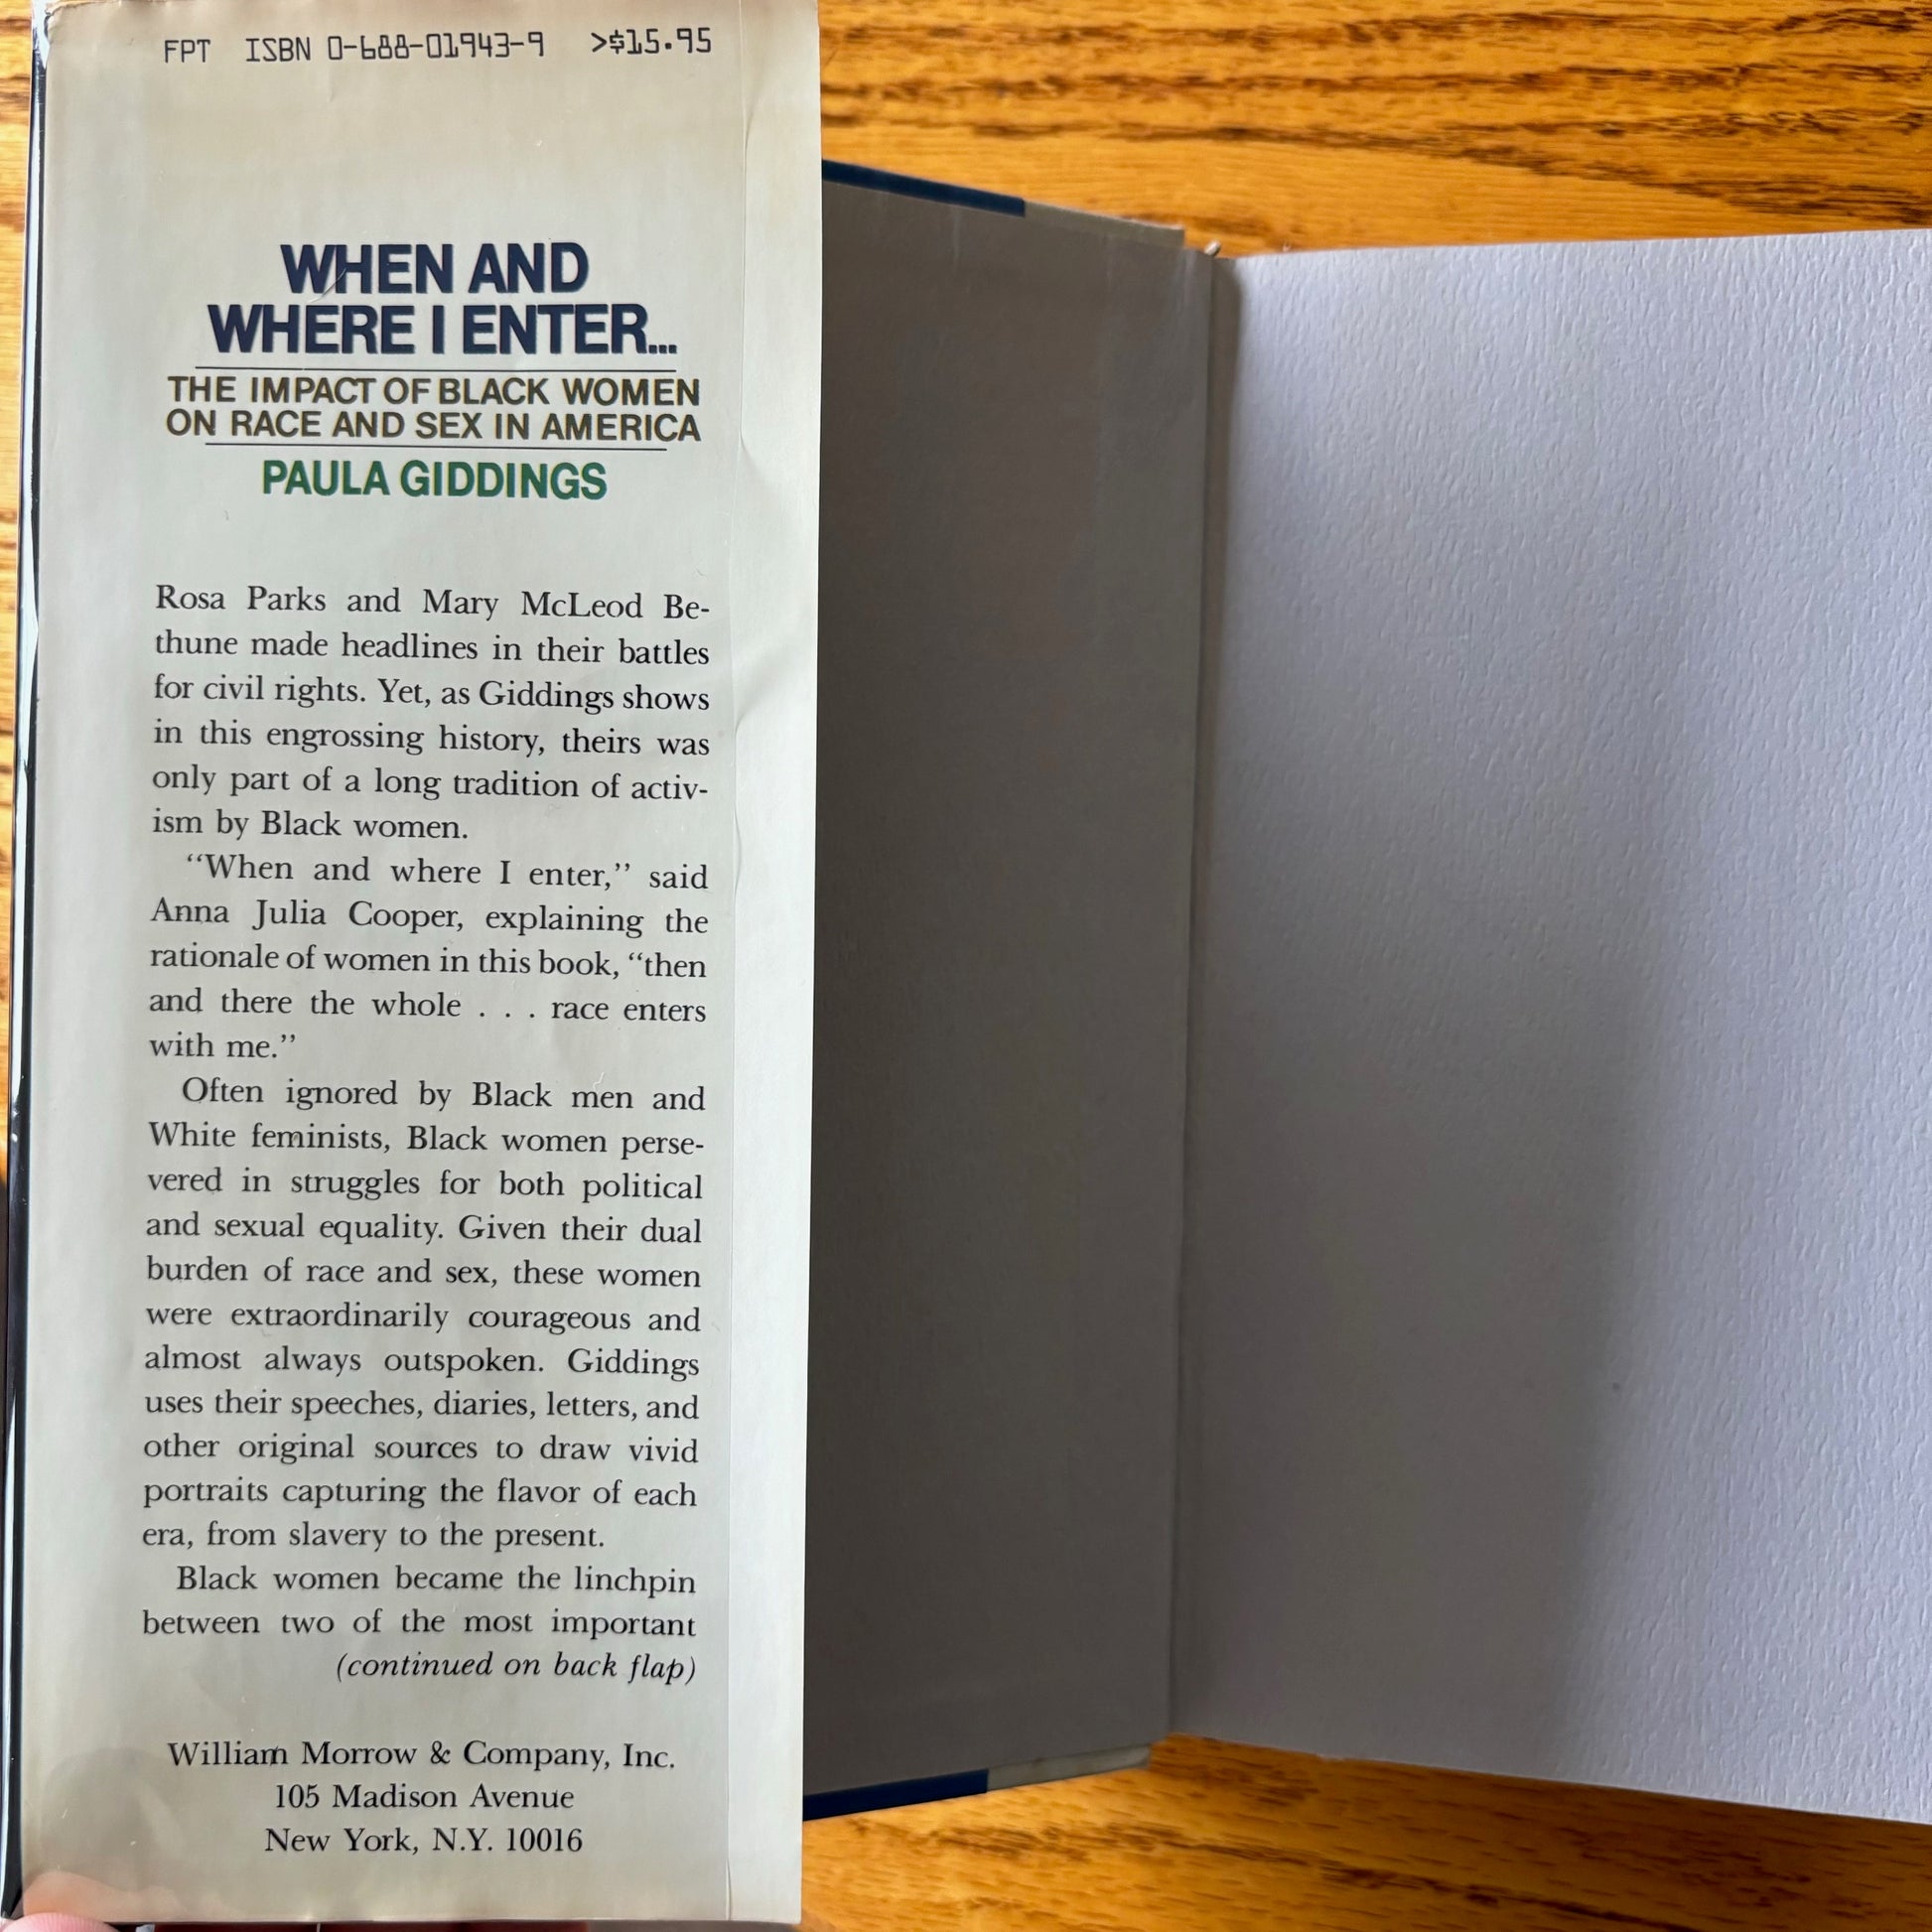 FPT ISBN 0-688-01943-9 >$15.95
WHEN AND
WHERE I ENTER...
THE IMPACT OF BLACK WOMEN
ON RACE AND SEX IN AMERICA
PAULA GIDDINGS
Rosa Parks and Mary McLeod Be-
thune made headlines in their battles
for civil rights. Yet, as Giddings shows
in this engrossing history, theirs was
only part of a long tradition of activ-
ism by Black women.
“When and where I enter,” said
Anna Julia Cooper, explaining the
rationale of women in this book, “then
and there the whole . . . race enters
with me.”
Often ignored by Black men and
White feminists, Black women perse-
vered in struggles for both political
and sexual equality. Given their dual
burden of race and sex, these women
were extraordinarily courageous and
almost always outspoken. Giddings
uses their speeches, diaries, letters, and
other original sources to draw vivid
portraits capturing the flavor of each
era, from slavery to the present.
Black women became the linchpin
between two of the most important
(continued on back flap)
William Morrow & Company, Inc.
105 Madison Avenue
New York, N.Y. 10016